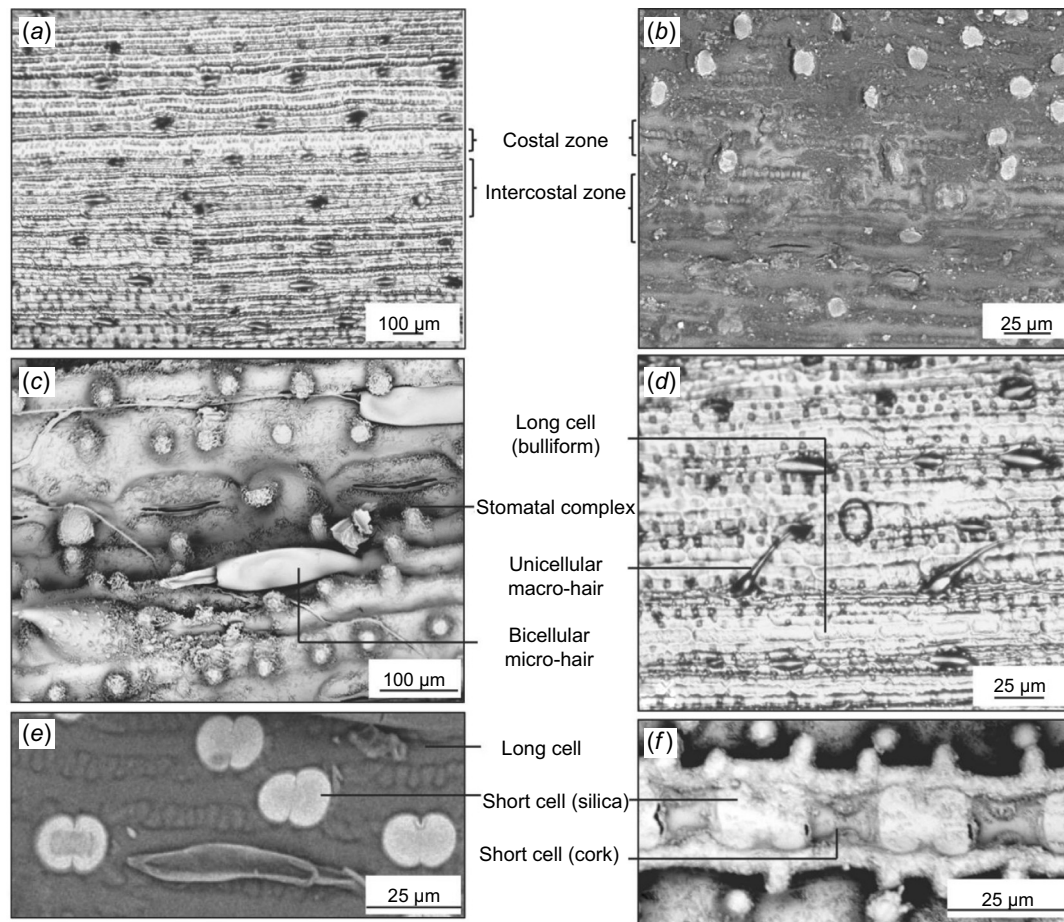 (a)
(b)
Costal zone
Intercostal zone
100 µm
25 µm
(c)
(d)
Long cell
(bulliform)
Stomatal complex
Unicellular
macro-hair
Bicellular
micro-hair
100 µm
25 µm
(e)
(f)
Long cell
Short cell (silica)
Short cell (cork)
25 µm
25 µm